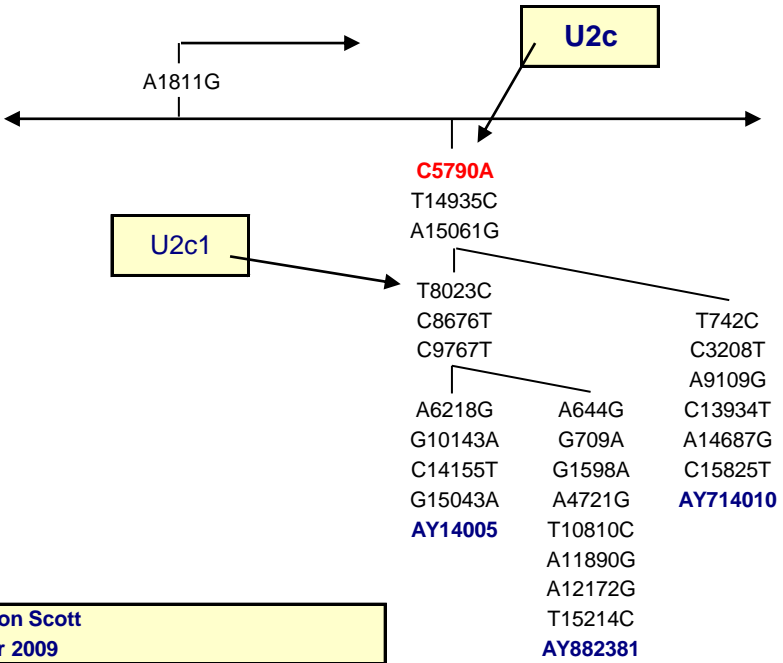 U2c
A1811G
C5790A
T14935C
A15061G
U2c1
T8023C
C8676T
C9767T
A6218G
G10143A
C14155T
G15043A
AY14005
A644G
G709A
G1598A
A4721G
T10810C
A11890G
A12172G
T15214C
AY882381
T742C
C3208T
A9109G
C13934T
A14687G
C15825T
AY714010
on Scott
r 2009